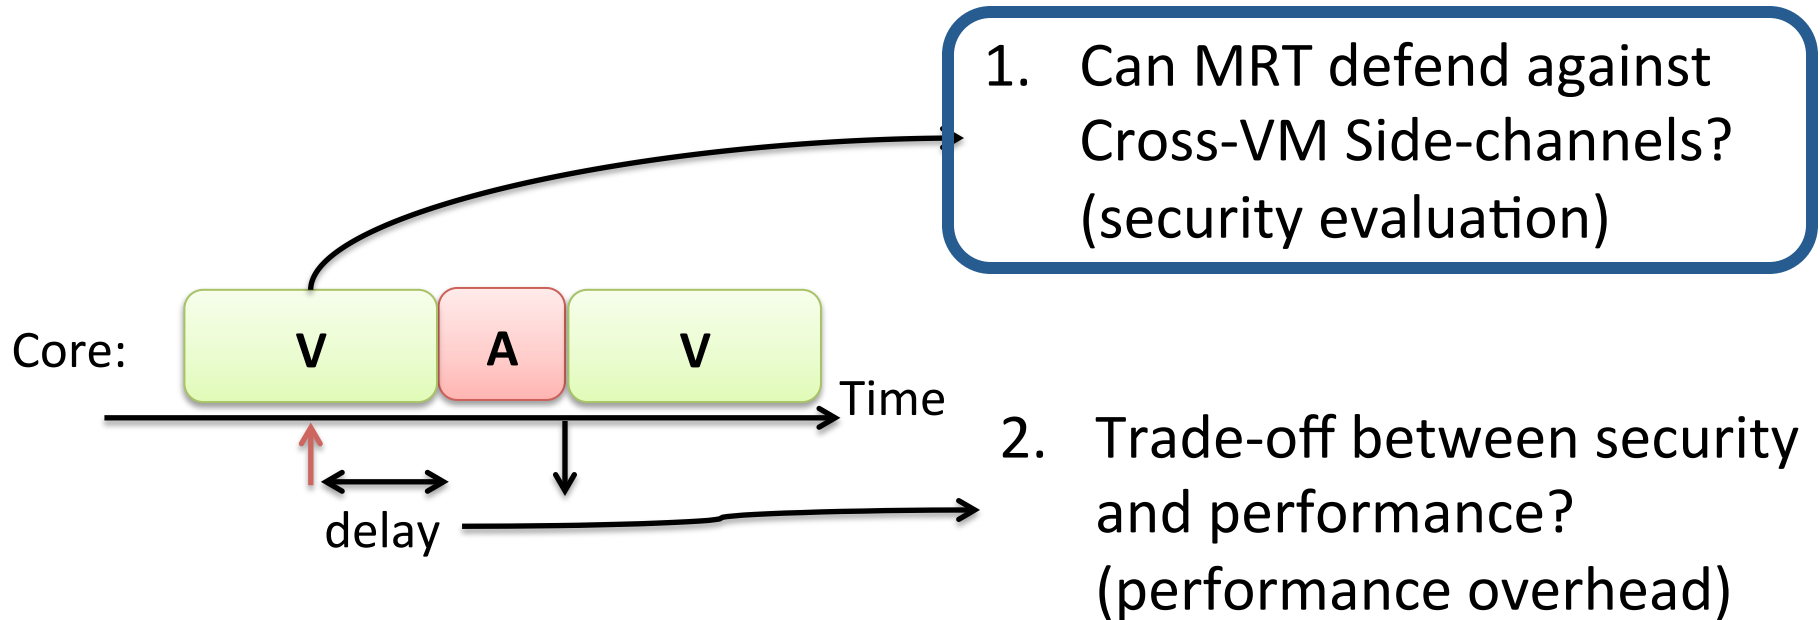 1. Can MRT defend against
Cross-VM Side-channels?
(security evaluation)
Core:
V
A
V
Time
delay
2. Trade-off between security
and performance?
(performance overhead)